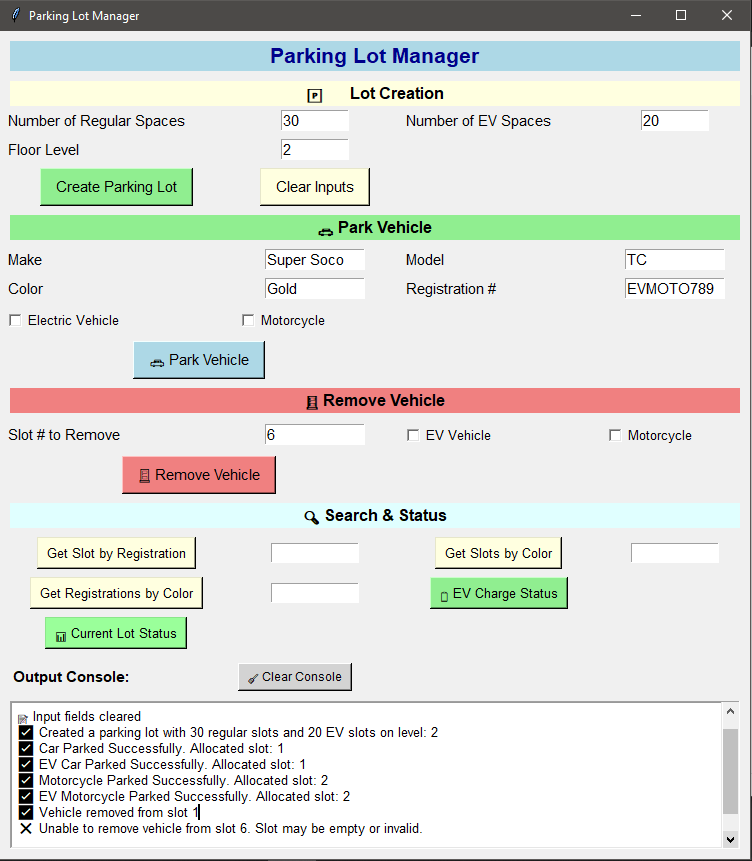 Parking Lot Manager
Parking Lot Manager
P Lot Creation
Number of Regular Spaces 30 Number of EV Spaces 20
Floor Level 2
Create Parking Lot Clear Inputs
Park Vehicle
Make Super Soco Model TC
Color Gold Registration # EVMOTO789
Electric Vehicle Motorcycle
Park Vehicle
Remove Vehicle
Slot # to Remove 6 EV Vehicle Motorcycle
Remove Vehicle
Search & Status
Get Slot by Registration Get Slots by Color
Get Registrations by Color EV Charge Status
Current Lot Status
Output Console: Clear Console
Input fields cleared
Created a parking lot with 30 regular slots and 20 EV slots on level: 2
Car Parked Successfully. Allocated slot: 1
EV Car Parked Successfully. Allocated slot: 1
Motorcycle Parked Successfully. Allocated slot: 2
EV Motorcycle Parked Successfully. Allocated slot: 2
Vehicle removed from slot 1
Unable to remove vehicle from slot 6. Slot may be empty or invalid.